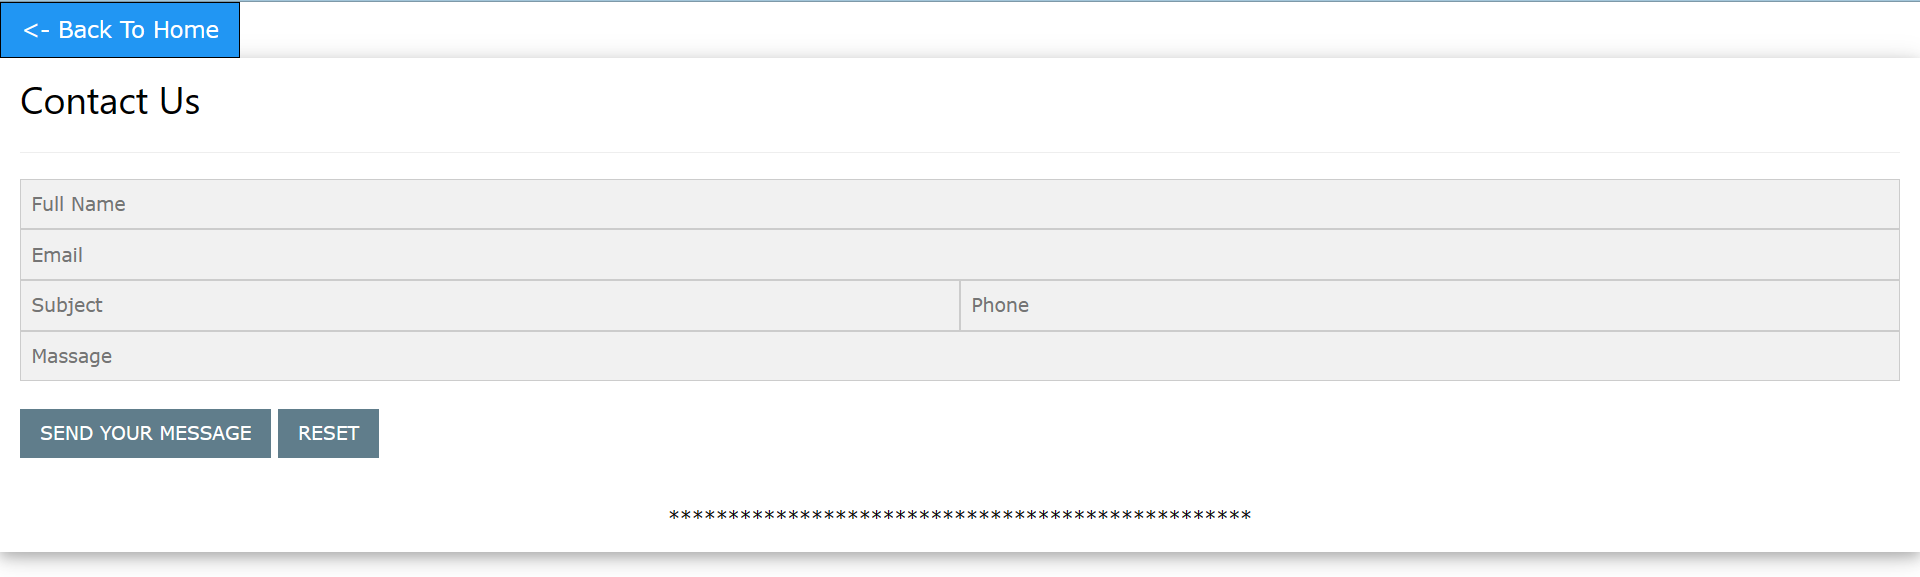 <- Back To Home
Contact Us
Full Name
Email
Subject Phone
Massage
SEND YOUR MESSAGE RESET
*************************************************